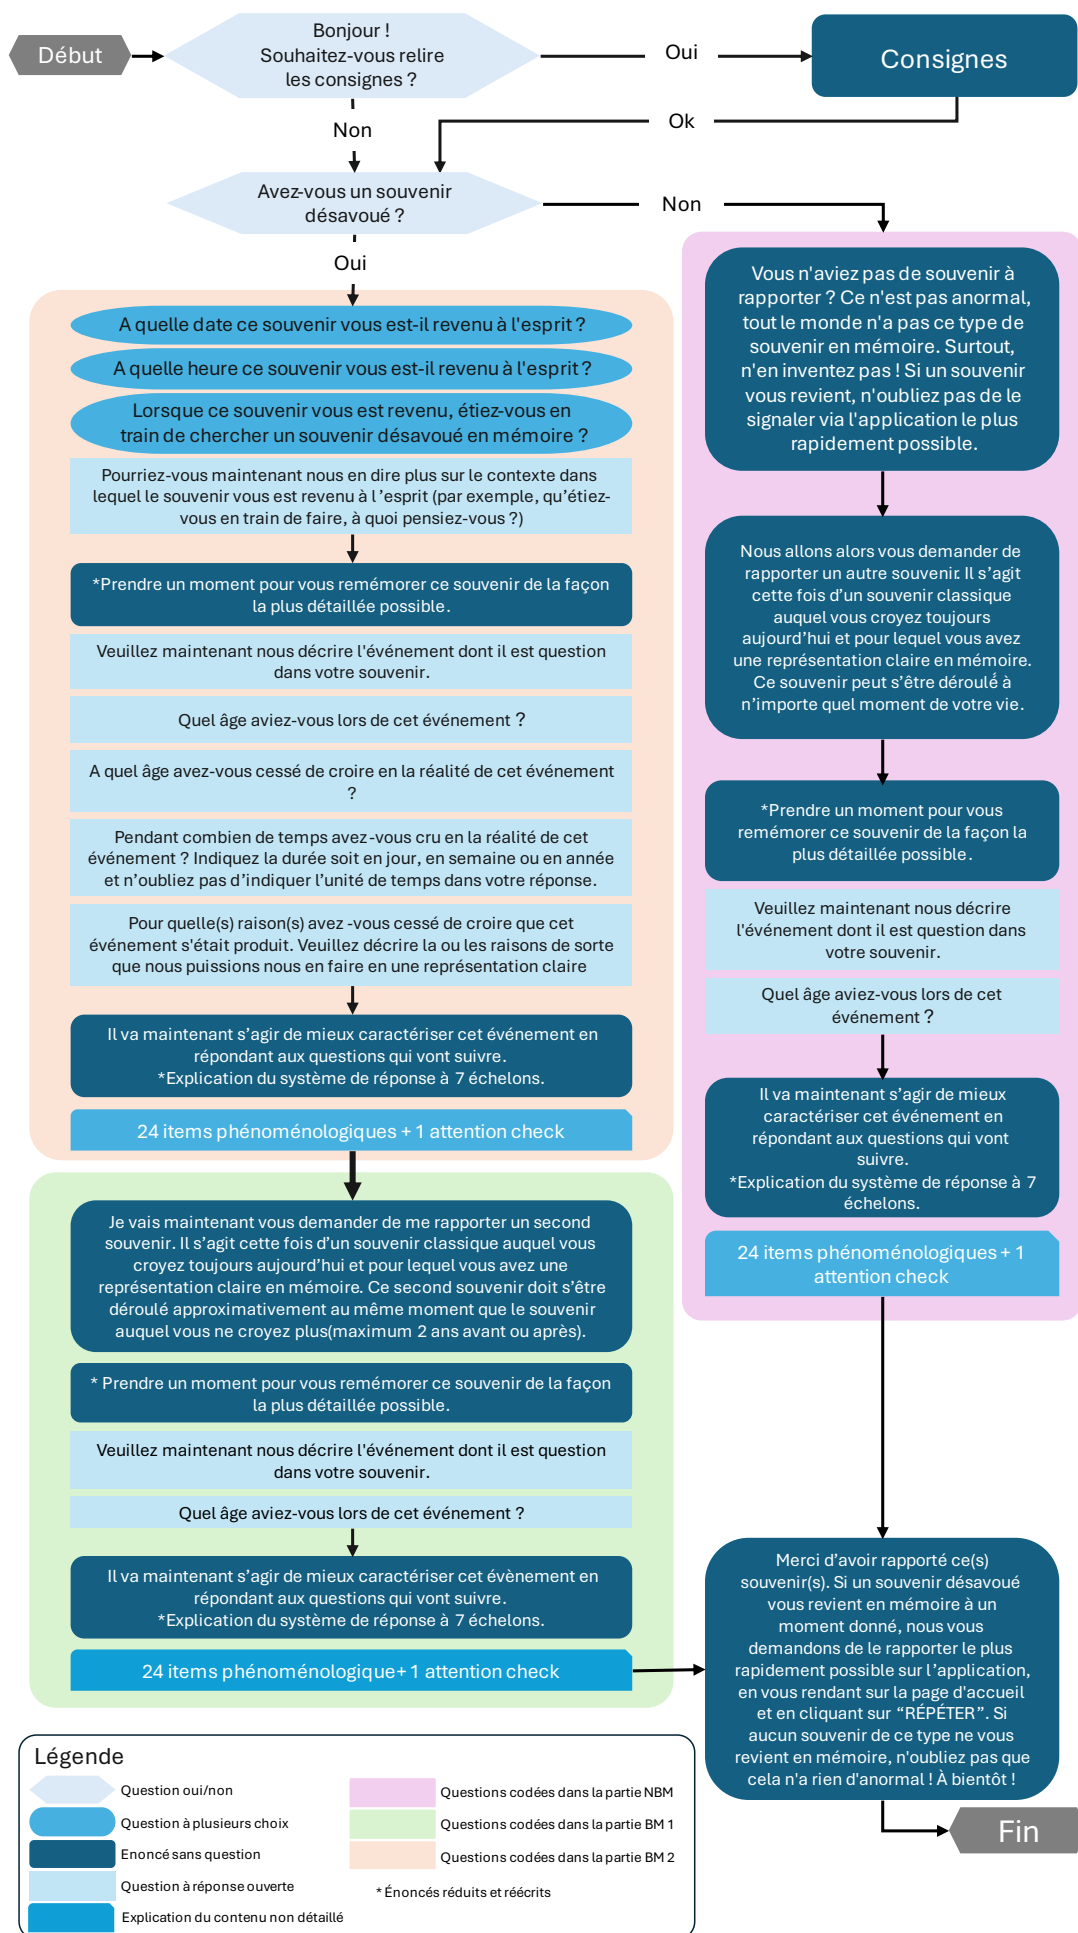 Début
Bonjour !
Souhaitez-vous relire
les consignes ?
Oui
Consignes
Non
Ok
Avez-vous un souvenir
désavoué ?
Non
Oui
A quelle date ce souvenir vous est-il revenu à l'esprit ?
A quelle heure ce souvenir vous est-il revenu à l'esprit ?
Lorsque ce souvenir vous est revenu, étiez-vous en
train de chercher un souvenir désavoué en mémoire ?
Pourriez-vous maintenant nous en dire plus sur le contexte dans
lequel le souvenir vous est revenu à l'esprit (par exemple, qu'étiez-
vous en train de faire, à quoi pensiez-vous ?)
*Prendre un moment pour vous remémorer ce souvenir de la façon
la plus détaillée possible.
Veuillez maintenant nous décrire l'événement dont il est question
dans votre souvenir.
Quel âge aviez-vous lors de cet événement ?
A quel âge avez-vous cessé de croire en la réalité de cet événement
?
Pendant combien de temps avez-vous cru en la réalité de cet
événement ? Indiquez la durée soit en jour, en semaine ou en année
et n'oubliez pas d'indiquer l'unité de temps dans votre réponse.
Pour quelle(s) raison(s) avez -vous cessé de croire que cet
événement s'était produit. Veuillez décrire la ou les raisons de sorte
que nous puissions nous en faire en une représentation claire
Il va maintenant s'agir de mieux caractériser cet événement en
répondant aux questions qui vont suivre.
*Explication du système de réponse à 7 échelons.
24 items phénoménologiques + 1 attention check
Je vais maintenant vous demander de me rapporter un second
souvenir. Il s'agit cette fois d'un souvenir classique auquel vous
croyez toujours aujourd'hui et pour lequel vous avez une
représentation claire en mémoire. Ce second souvenir doit s'être
déroulé approximativement au même moment que le souvenir
auquel vous ne croyez plus(maximum 2 ans avant ou après).
* Prendre un moment pour vous remémorer ce souvenir de la façon
la plus détaillée possible.
Veuillez maintenant nous décrire l'événement dont il est question
dans votre souvenir.
Quel âge aviez-vous lors de cet événement ?
Il va maintenant s'agir de mieux caractériser cet évènement en
répondant aux questions qui vont suivre.
*Explication du système de réponse à 7 échelons.
24 items phénoménologique+ 1 attention check
Vous n'aviez pas de souvenir à
rapporter ? Ce n'est pas anormal,
tout le monde n'a pas ce type de
souvenir en mémoire. Surtout,
n'en inventez pas ! Si un souvenir
vous revient, n'oubliez pas de le
signaler via l'application le plus
rapidement possible.
Nous allons alors vous demander de
rapporter un autre souvenir. Il s'agit
cette fois d'un souvenir classique
auquel vous croyez toujours
aujourd'hui et pour lequel vous avez
une représentation claire en mémoire.
Ce souvenir peut s'être déroulé à
n'importe quel moment de votre vie.
*Prendre un moment pour vous
remémorer ce souvenir de la façon la
plus détaillée possible.
Veuillez maintenant nous décrire
l'événement dont il est question dans
votre souvenir.
Quel âge aviez-vous lors de cet
événement ?
Il va maintenant s'agir de mieux
caractériser cet événement en
répondant aux questions qui vont
suivre.
*Explication du système de réponse à 7
échelons.
24 items phénoménologiques + 1
attention check
Merci d'avoir rapporté ce(s)
souvenir(s). Si un souvenir désavoué
vous revient en mémoire à un
moment donné, nous vous
demandons de le rapporter le plus
rapidement possible sur l'application,
en vous rendant sur la page d'accueil
et en cliquant sur “RÉPÉTER”. Si
aucun souvenir de ce type ne vous
revient en mémoire, n'oubliez pas que
cela n'a rien d'anormal ! À bientôt !
Fin
Légende
Question oui/non
Question à plusieurs choix
Enoncé sans question
Question à réponse ouverte
Explication du contenu non détaillé
Questions codées dans la partie NBM
Questions codées dans la partie BM 1
Questions codées dans la partie BM 2
* Énoncés réduits et réécrits